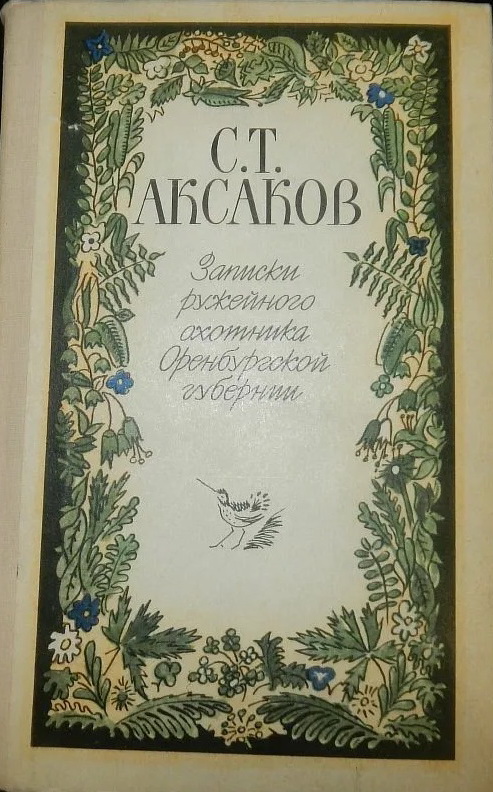 С.Т.
АКСАКОВ
Записки
ружейного
охотника
Оренбургской
губернии